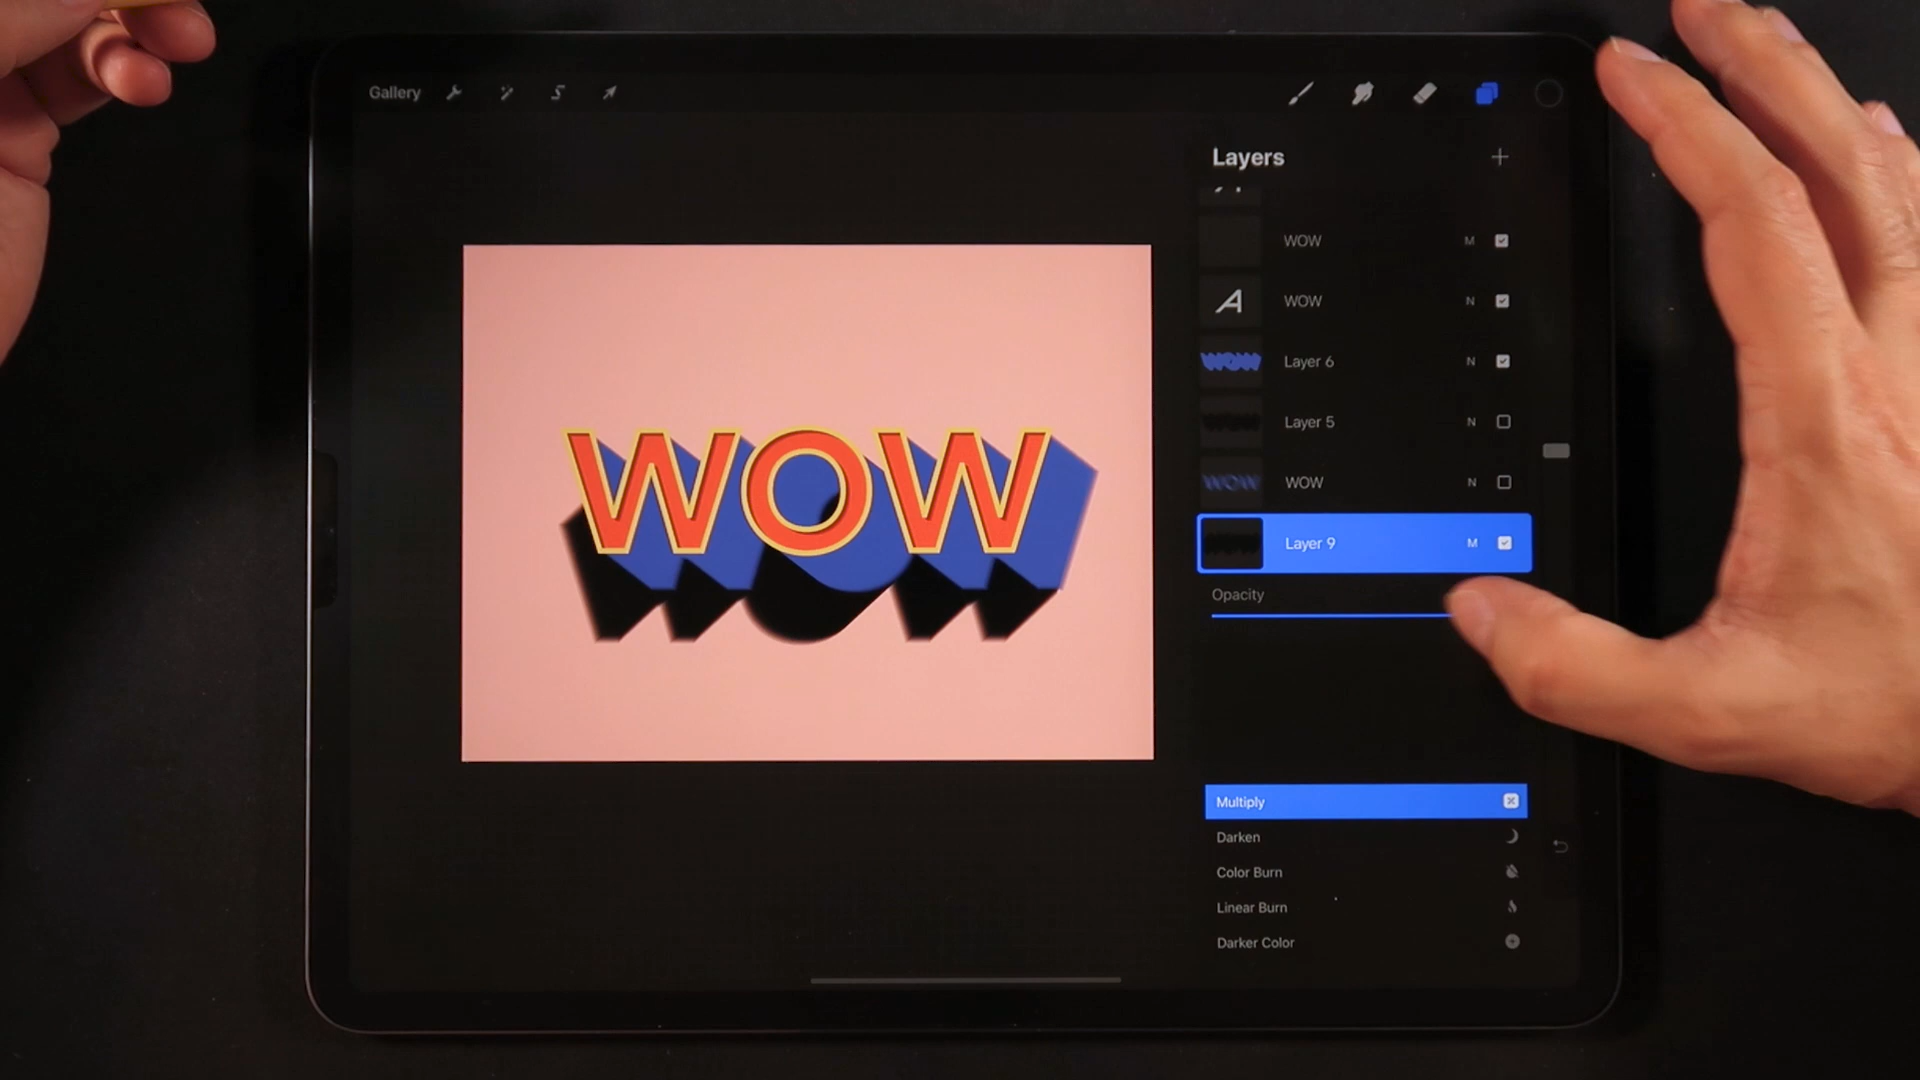 Gallery
Layers
WOW M
WOW N
Layer 6 N
Layer 5 N
WOW N
Layer 9 M
Opacity
Multiply
Darken
Color Burn
Linear Burn
Darker Color
WOW